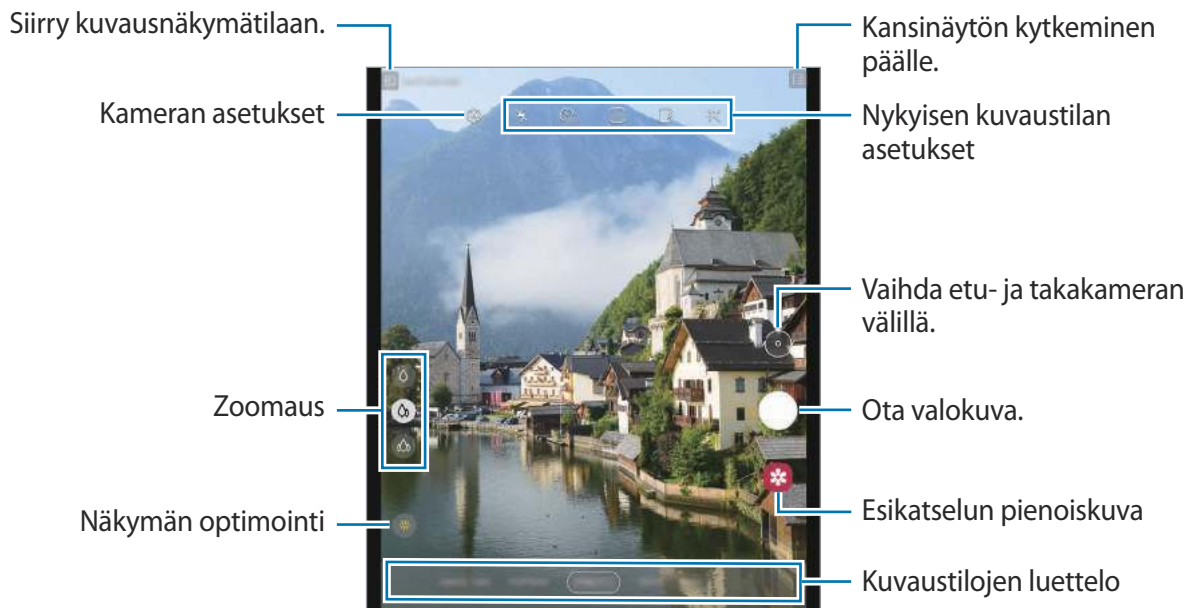 Siirry kuvausnäkymätilaan.
Kameran asetukset
Zoomaus
Näkymän optimointi
Kansinäytön kytkeminen
päälle.
Nykyisen kuvaustilan
asetukset
Vaihda etu- ja takakameran
välillä.
Ota valokuva.
Esikatselun pienoiskuva
Kuvaustilojen luettelo